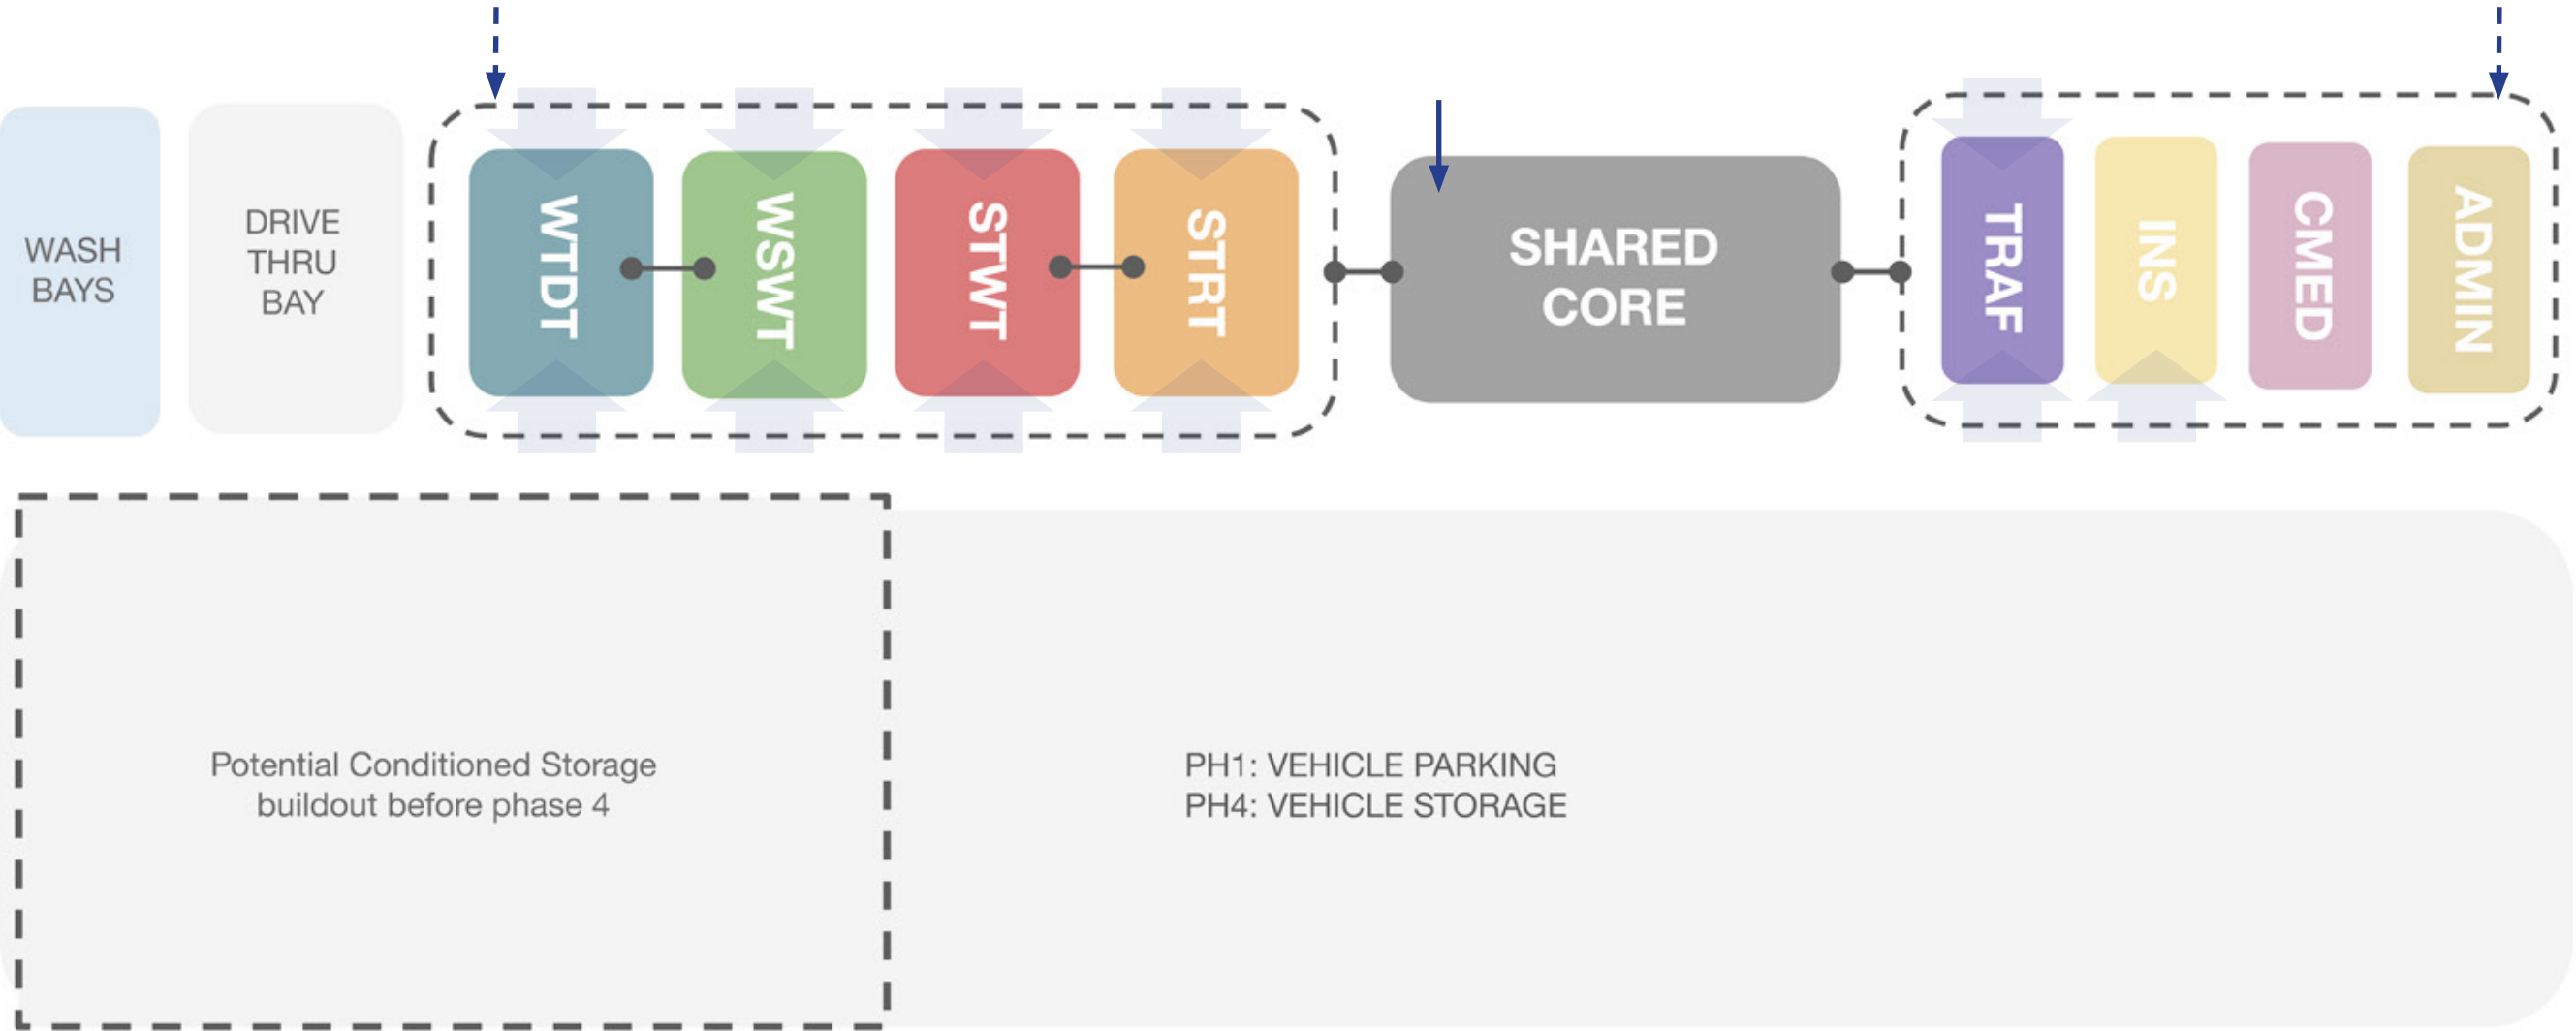 WASH
BAYS
DRIVE
THRU
BAY
WTDT
WSWT
STWT
STRT
SHARED
CORE
TRAF
INS
CMED
ADMIN
Potential Conditioned Storage
buildout before phase 4
PH1: VEHICLE PARKING
PH4: VEHICLE STORAGE